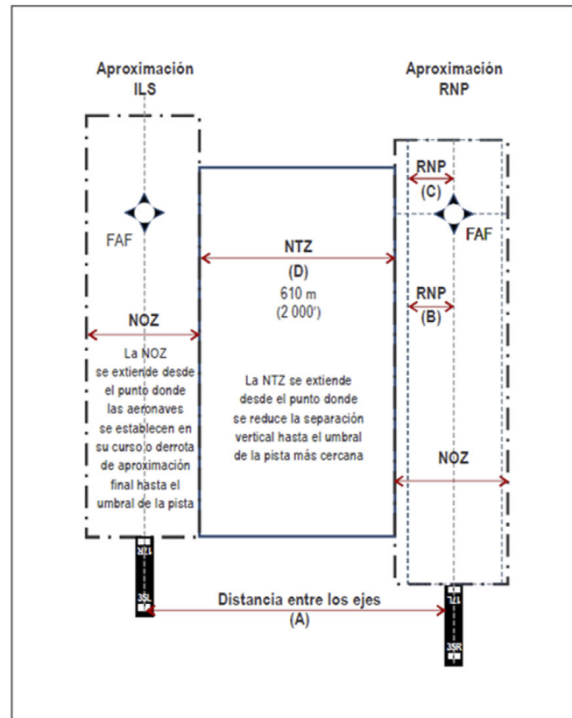 Aproximación
ILS
Aproximación
RNP
RNP
(C)
FAF
FAF
NTZ
(D)
610 m
(2 000')
RNP
(B)
NOZ
La NOZ
se extiende desde
el punto donde
las aeronaves
se establecen en
su curso o derrota
de aproximación
final hasta el
umbral de la pista
La NTZ se extiende
desde el punto donde
se reduce la separación
vertical hasta el umbral
de la pista más cercana
NOZ
17R
35L
Distancia entre los ejes
(A)
17L
35R